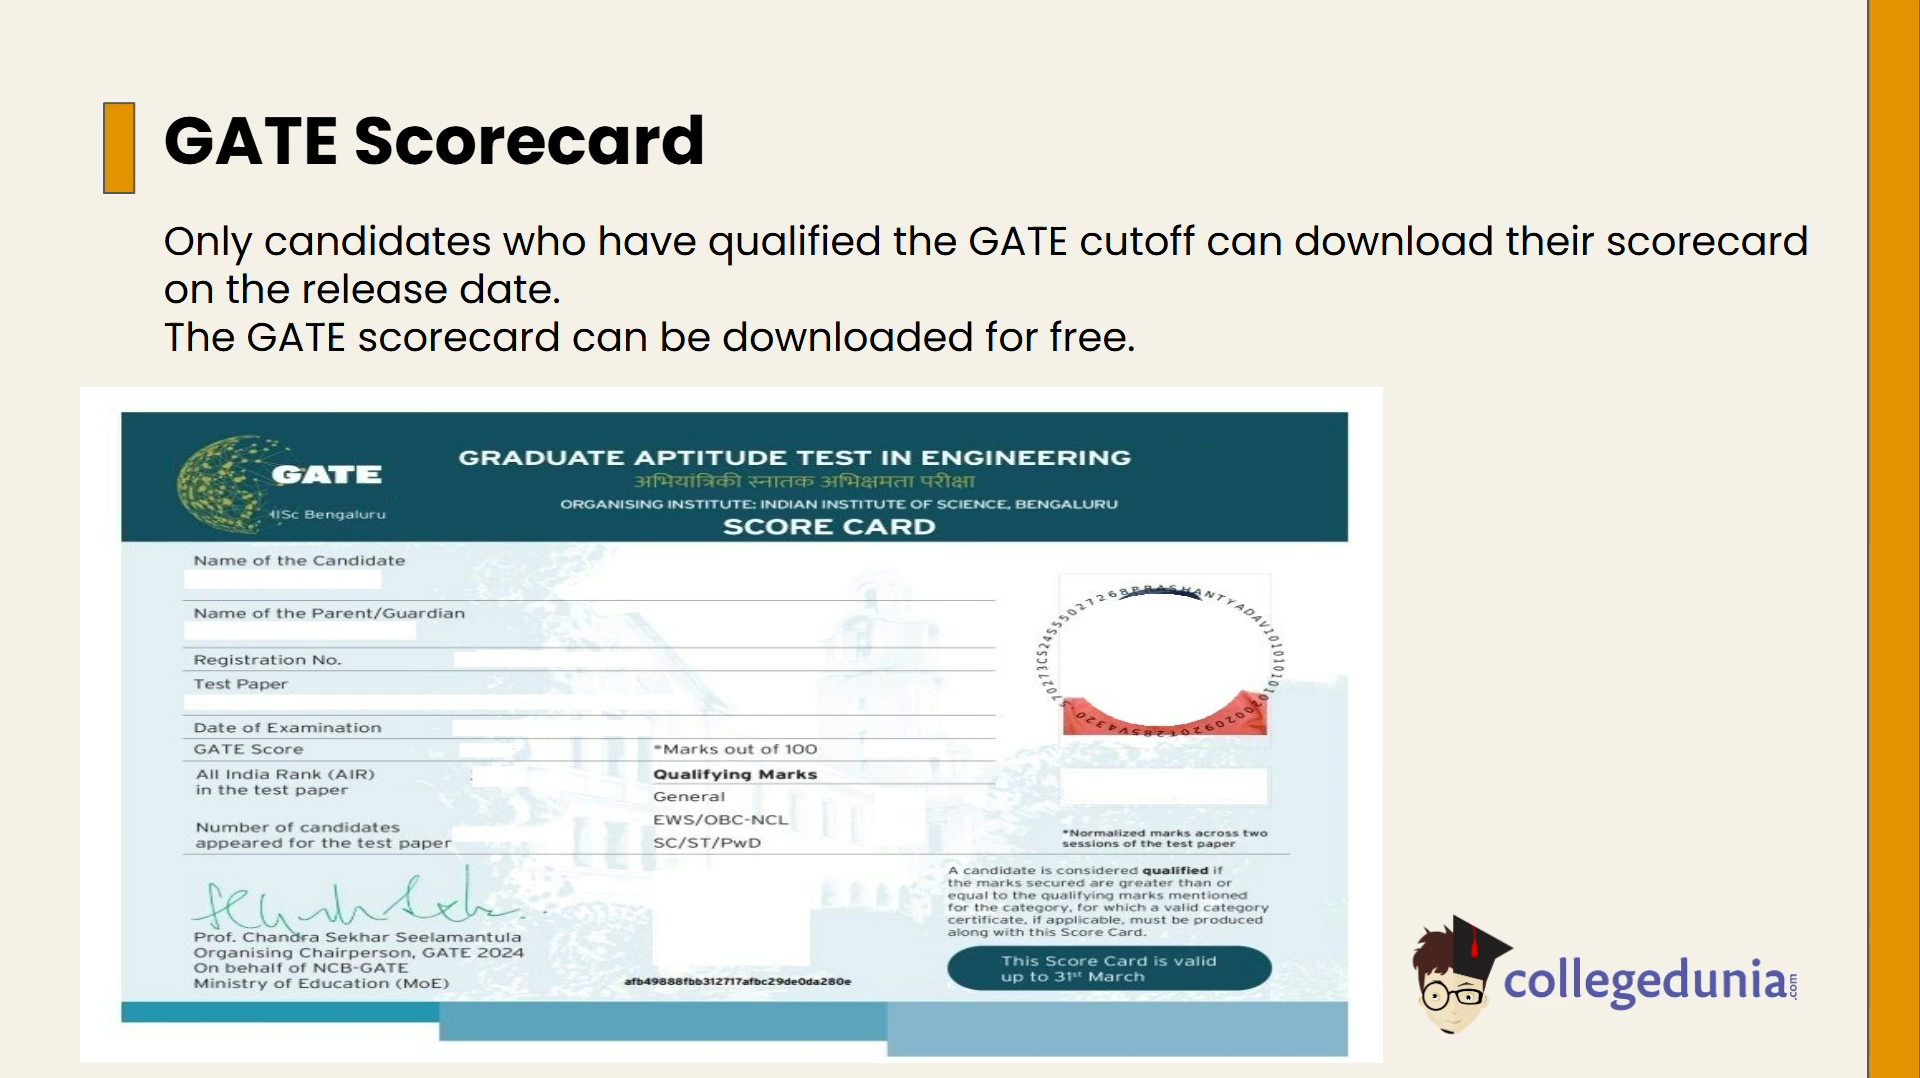 GATE Scorecard
Only candidates who have qualified the GATE cutoff can download their scorecard
on the release date.
The GATE scorecard can be downloaded for free.
GATE
IISc Bengaluru
GRADUATE APTITUDE TEST IN ENGINEERING
अभियांत्रिकी स्नातक अभिक्षमता परीक्षा
ORGANISING INSTITUTE: INDIAN INSTITUTE OF SCIENCE, BENGALURU
SCORE CARD
Name of the Candidate
Name of the Parent/Guardian
Registration No.
Test Paper
Date of Examination
GATE Score
*Marks out of 100
All India Rank (AIR)
in the test paper
Qualifying Marks
General
EWS/OBC-NCL
SC/ST/PwD
Number of candidates
appeared for the test paper
*Normalized marks across two
sessions of the test paper
A candidate is considered qualified if
the marks secured are greater than or
equal to the qualifying marks mentioned
for the category, for which a valid category
certificate, if applicable, must be produced
along with this Score Card.
This Score Card is valid
up to 31st March
Prof. Chandra Sekhar Seelamantula
Organising Chairperson, GATE 2024
On behalf of NCB-GATE
Ministry of Education (MoE)
afb49888fbb312717afbc29de0da280e
collegedunia.com